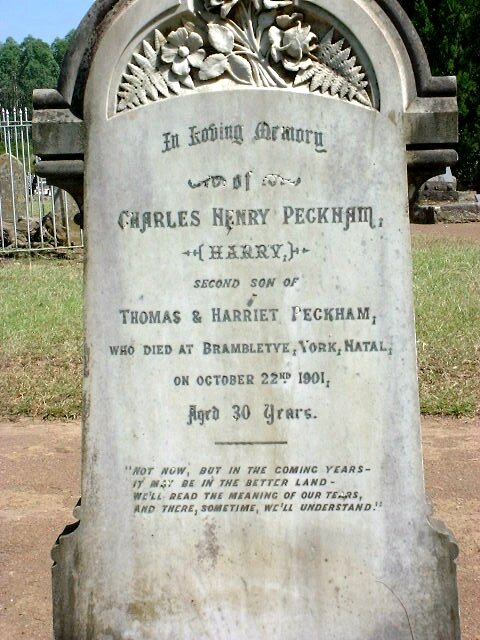 In Loving Memory
of
CHARLES HENRY PECKHAM,
{HARRY,}
SECOND SON OF
THOMAS & HARRIET PECKHAM,
WHO DIED AT BRAMBLETYE, YORK, NATAL,
ON OCTOBER 22ND 1901,
Aged 30 Years.
"NOT NOW, BUT IN THE COMING YEARS-
IT MAY BE IN THE BETTER LAND-
WE'LL READ THE MEANING OF OUR TEARS,
AND THERE, SOMETIME, WE'LL UNDERSTAND."